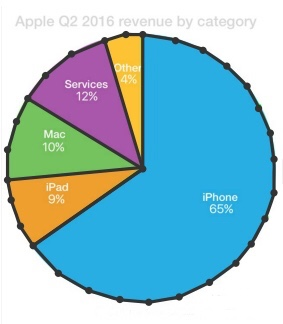 Apple Q2 2016 revenue by category
Other
4%
Services
12%
Mac
10%
iPad
9%
iPhone
65%